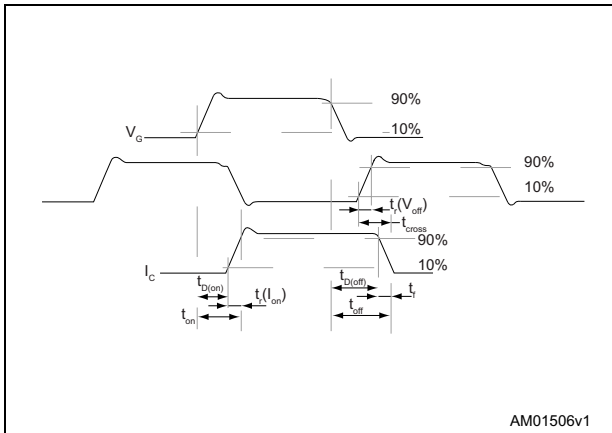 90%
V_G
10%
90%
10%
t_r(V_off)
t_cross
90%
I_C
10%
t_D(on)
t_r(I_on)
t_on
t_D(off)
t_f
t_off
AM01506v1